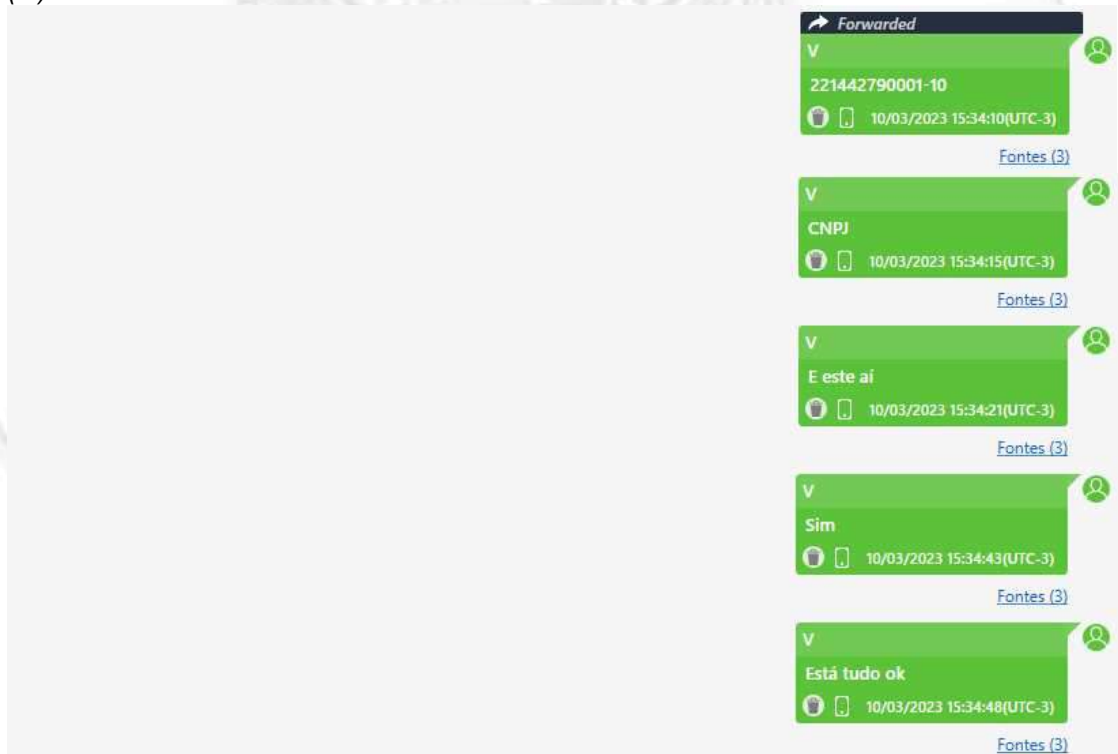 Forwarded
V
221442790001-10
10/03/2023 15:34:10(UTC-3)
Fontes (3)
V
CNPJ
10/03/2023 15:34:15(UTC-3)
Fontes (3)
V
E este aí
10/03/2023 15:34:21(UTC-3)
Fontes (3)
V
Sim
10/03/2023 15:34:43(UTC-3)
Fontes (3)
V
Está tudo ok
10/03/2023 15:34:48(UTC-3)
Fontes (3)